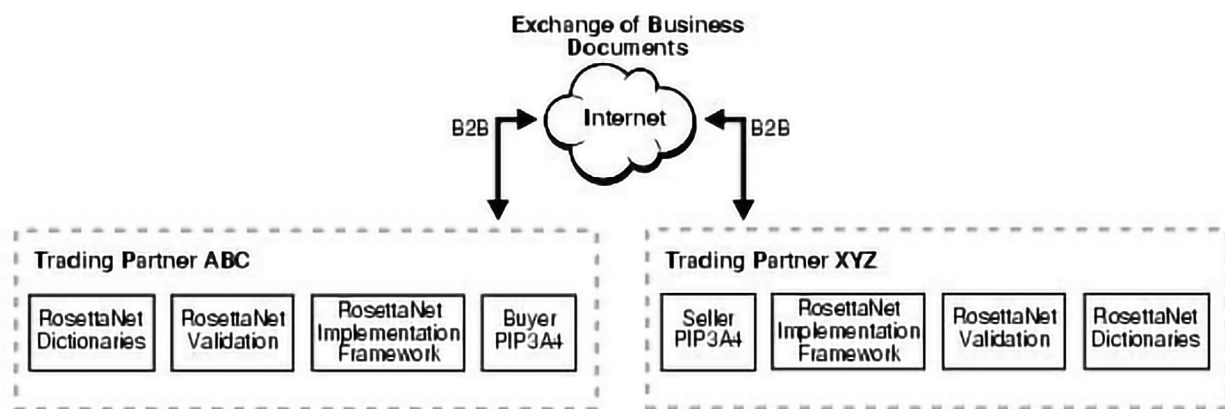 Exchange of Business
Documents
Internet
B2B
B2B
Trading Partner ABC
RosettaNet
Dictionaries
RosettaNet
Validation
RosettaNet
Implementation
Framework
Buyer
PIP3A4
Trading Partner XYZ
Seller
PIP3A4
RosettaNet
Implementation
Framework
RosettaNet
Validation
RosettaNet
Dictionaries